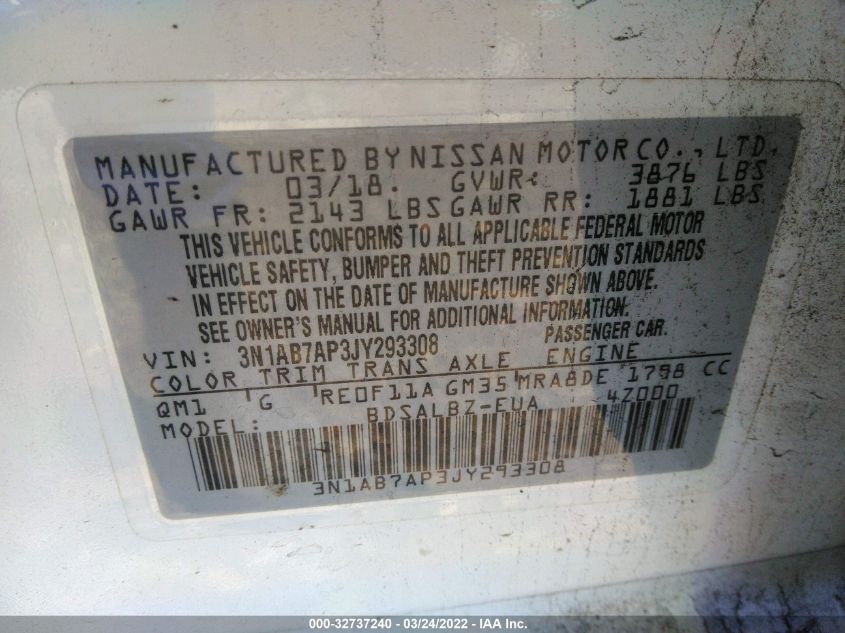 MANUFACTURED BY NISSAN MOTOR CO., LTD.
DATE: 03/18. GVWR: 3876 LBS
GAWR FR: 2143 LBS GAWR RR: 1881 LBS
THIS VEHICLE CONFORMS TO ALL APPLICABLE FEDERAL MOTOR
VEHICLE SAFETY, BUMPER AND THEFT PREVENTION STANDARDS
IN EFFECT ON THE DATE OF MANUFACTURE SHOWN ABOVE.
SEE OWNER'S MANUAL FOR ADDITIONAL INFORMATION.
VIN: 3N1AB7AP3JY293308 PASSENGER CAR.
COLOR TRIM TRANS AXLE ENGINE
QM1 G RE0F11A GM35 MRA8DE 1798 CC
MODEL: BDSALBZ-EUA 4Z000
3N1AB7AP3JY293308
000-32737240 - 03/24/2022 - IAA Inc.